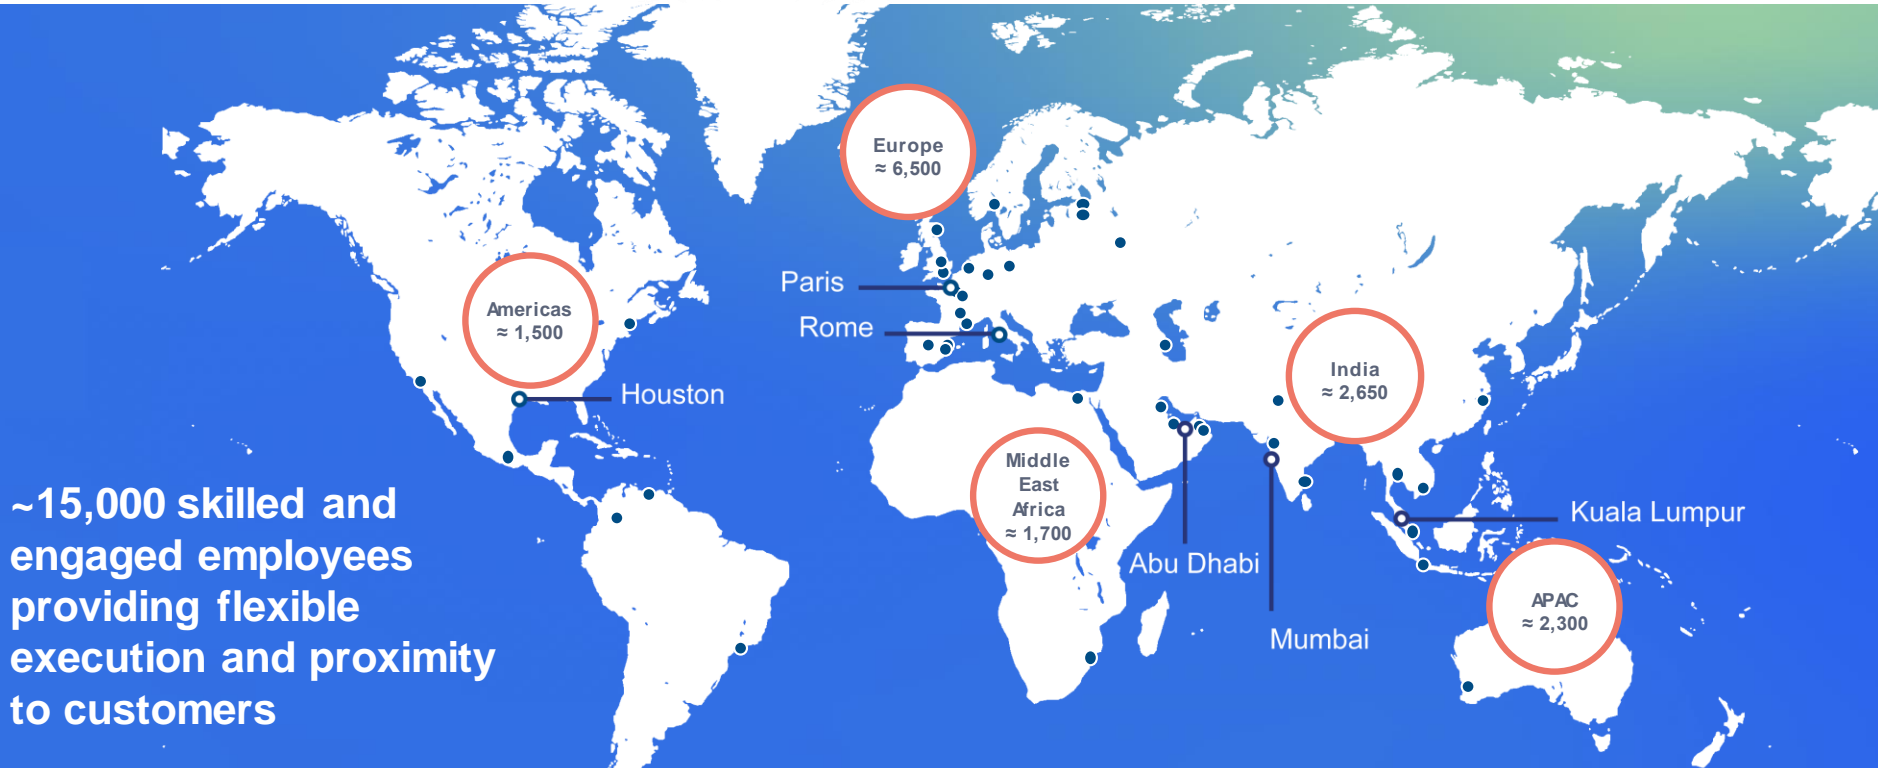 Europe
≈ 6,500
Paris
Rome
Americas
≈ 1,500
Houston
India
≈ 2,650
Middle
East
Africa
≈ 1,700
Abu Dhabi
Mumbai
Kuala Lumpur
APAC
≈ 2,300
~15,000 skilled and
engaged employees
providing flexible
execution and proximity
to customers